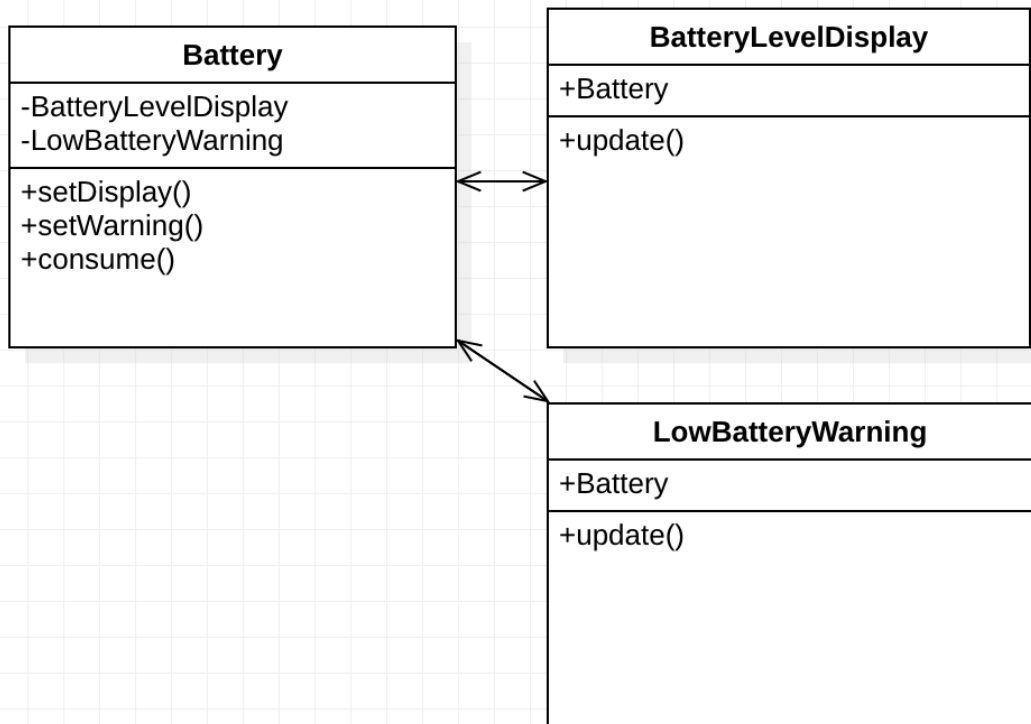 Battery
-BatteryLevelDisplay
-LowBatteryWarning
+setDisplay()
+setWarning()
+consume()
BatteryLevelDisplay
+Battery
+update()
LowBatteryWarning
+Battery
+update()